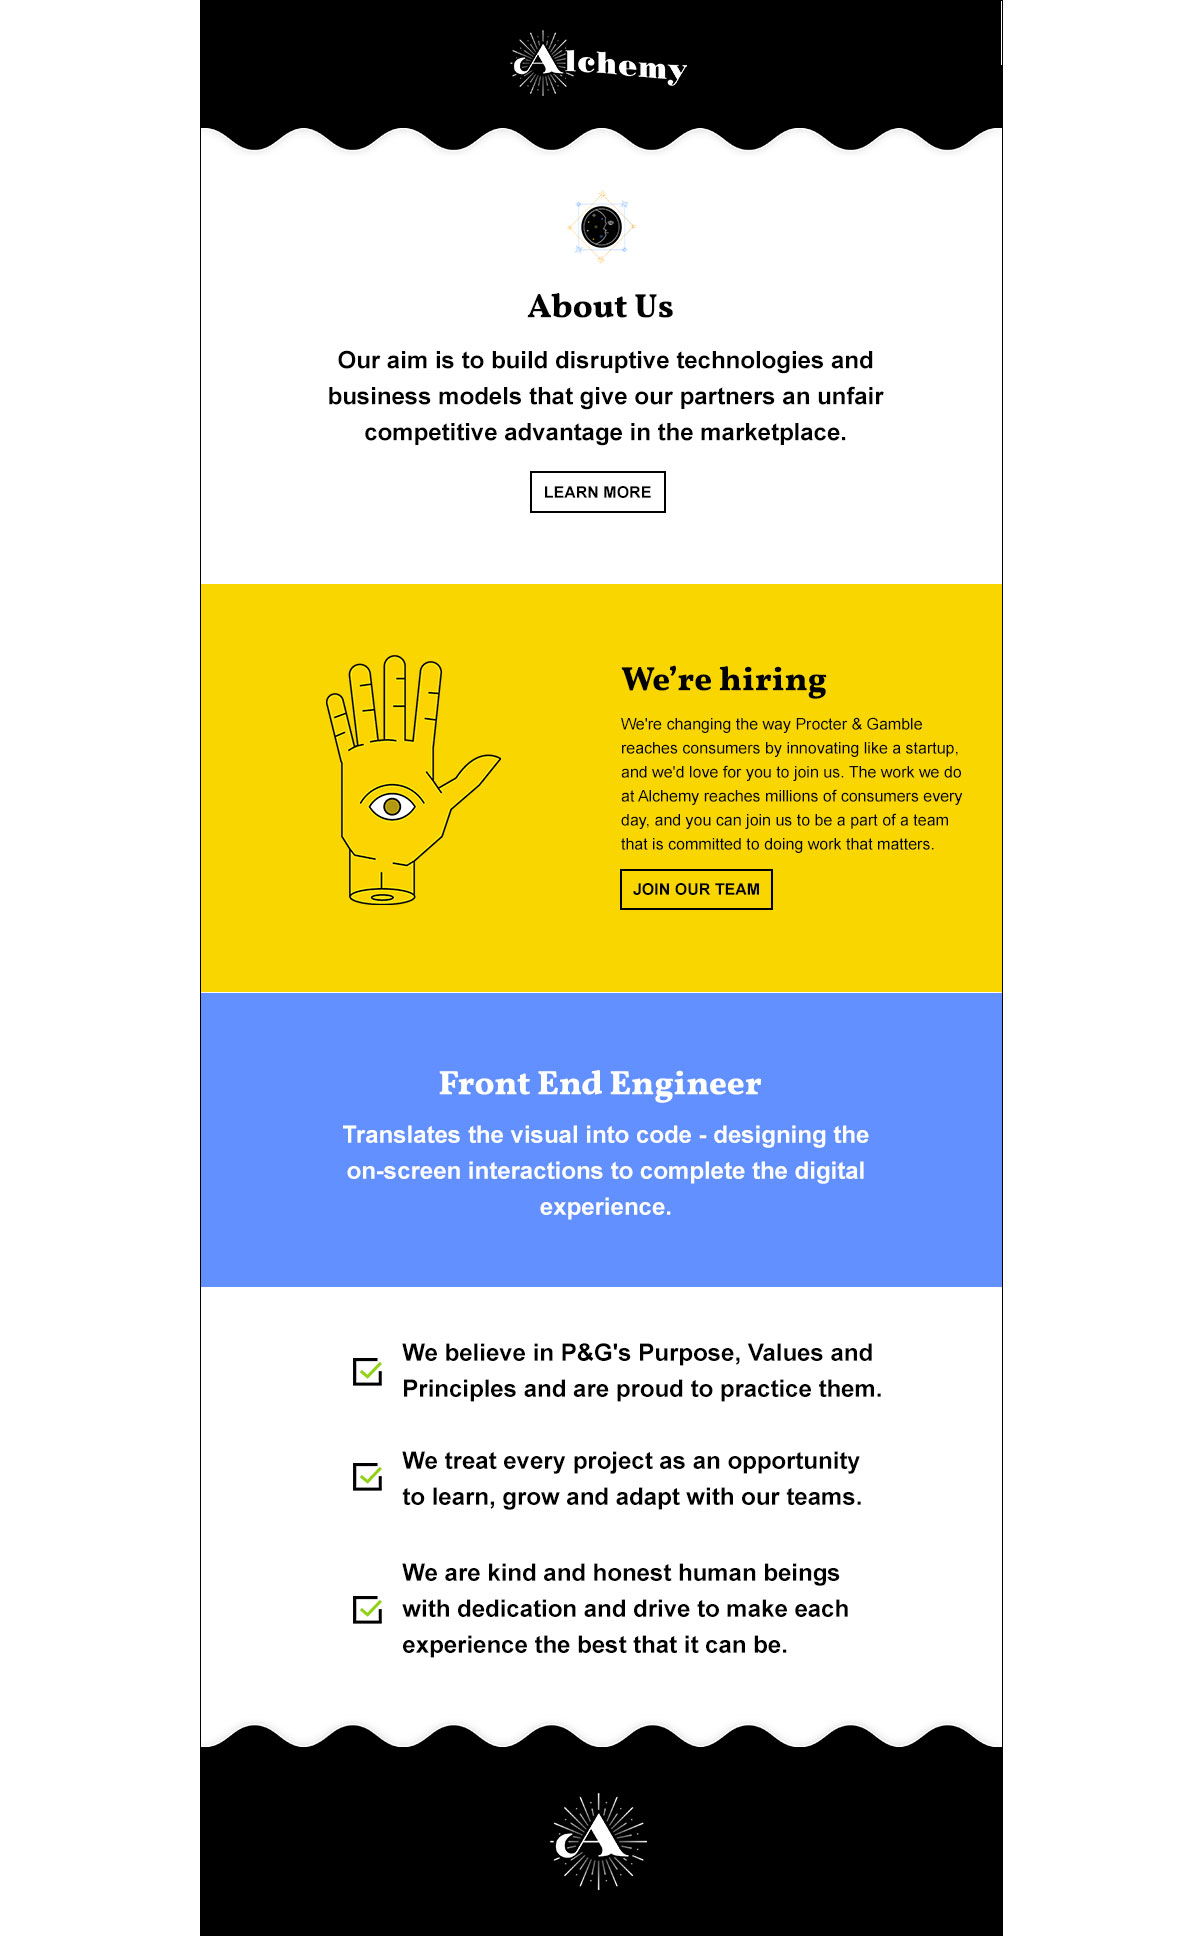 Alchemy
About Us
Our aim is to build disruptive technologies and
business models that give our partners an unfair
competitive advantage in the marketplace.
LEARN MORE
We’re hiring
We're changing the way Procter & Gamble
reaches consumers by innovating like a startup,
and we'd love for you to join us. The work we do
at Alchemy reaches millions of consumers every
day, and you can join us to be a part of a team
that is committed to doing work that matters.
JOIN OUR TEAM
Front End Engineer
Translates the visual into code - designing the
on-screen interactions to complete the digital
experience.
We believe in P&G's Purpose, Values and
Principles and are proud to practice them.
We treat every project as an opportunity
to learn, grow and adapt with our teams.
We are kind and honest human beings
with dedication and drive to make each
experience the best that it can be.
A